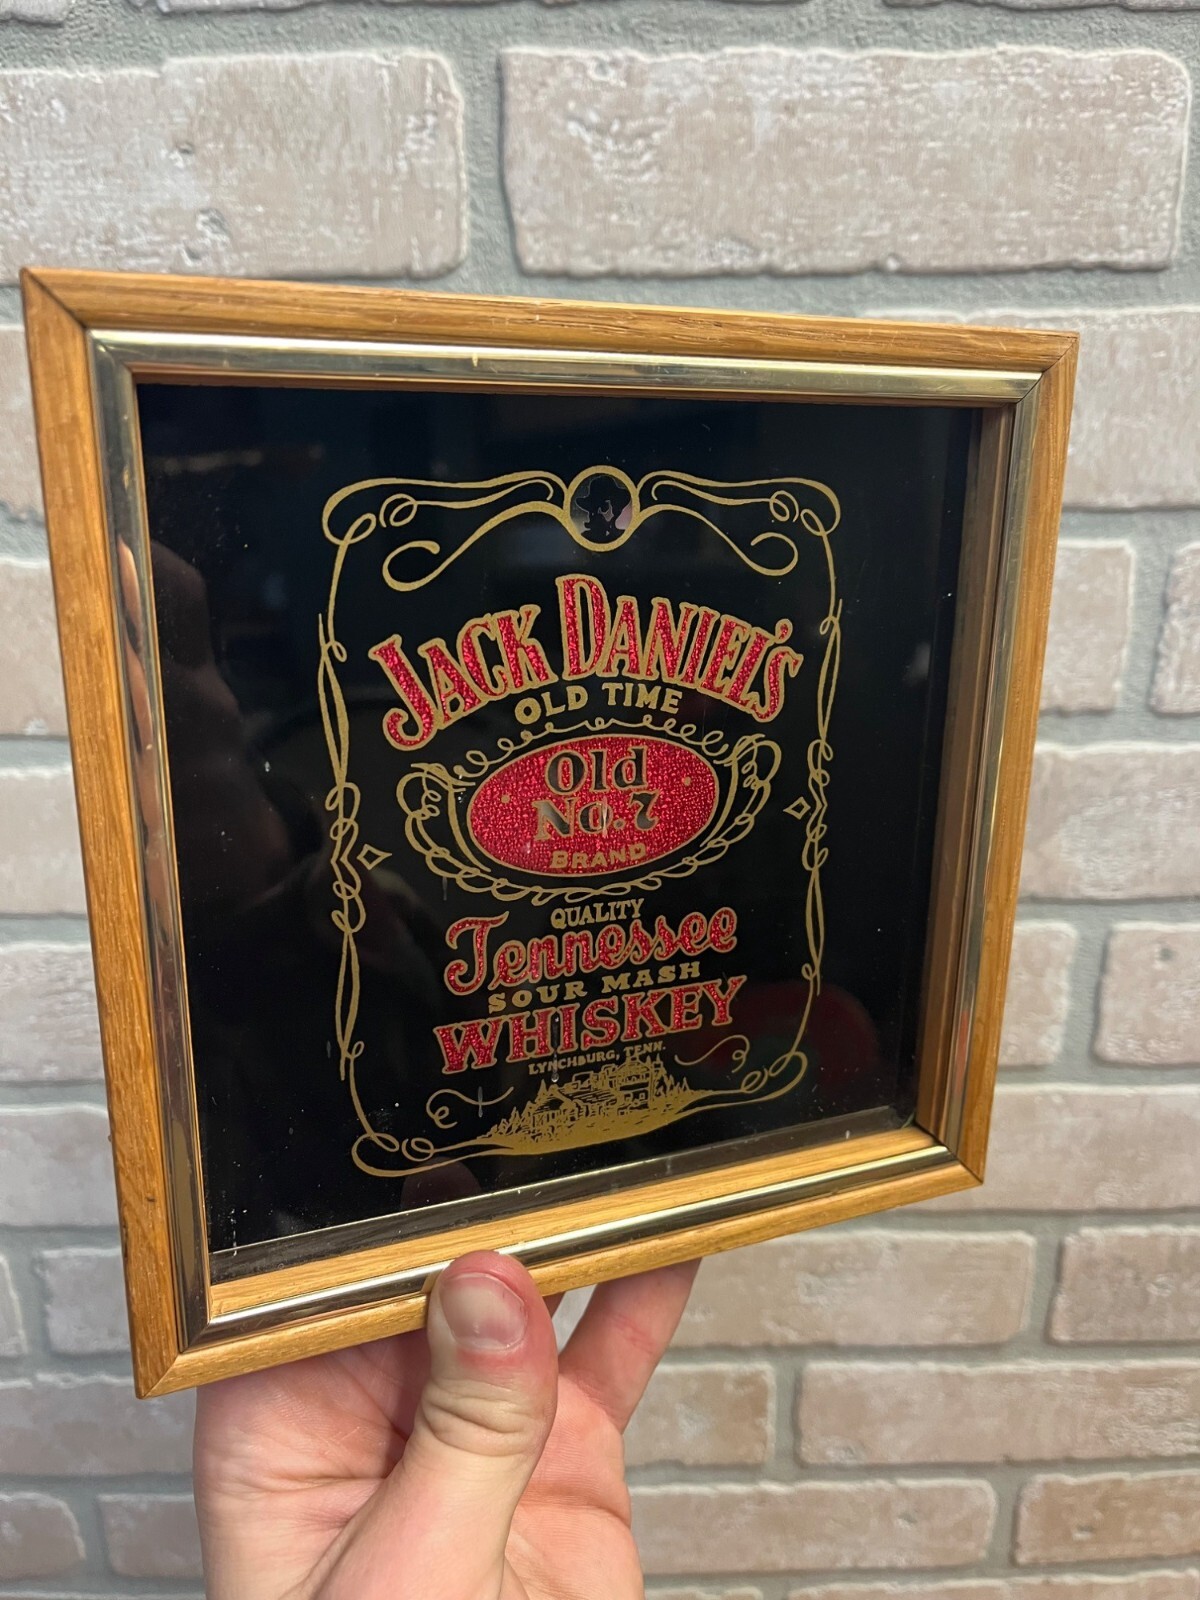 JACK DANIEL'S
OLD TIME
Old
No.7
BRAND
QUALITY
Tennessee
SOUR MASH
WHISKEY
LYNCHBURG, TENN.